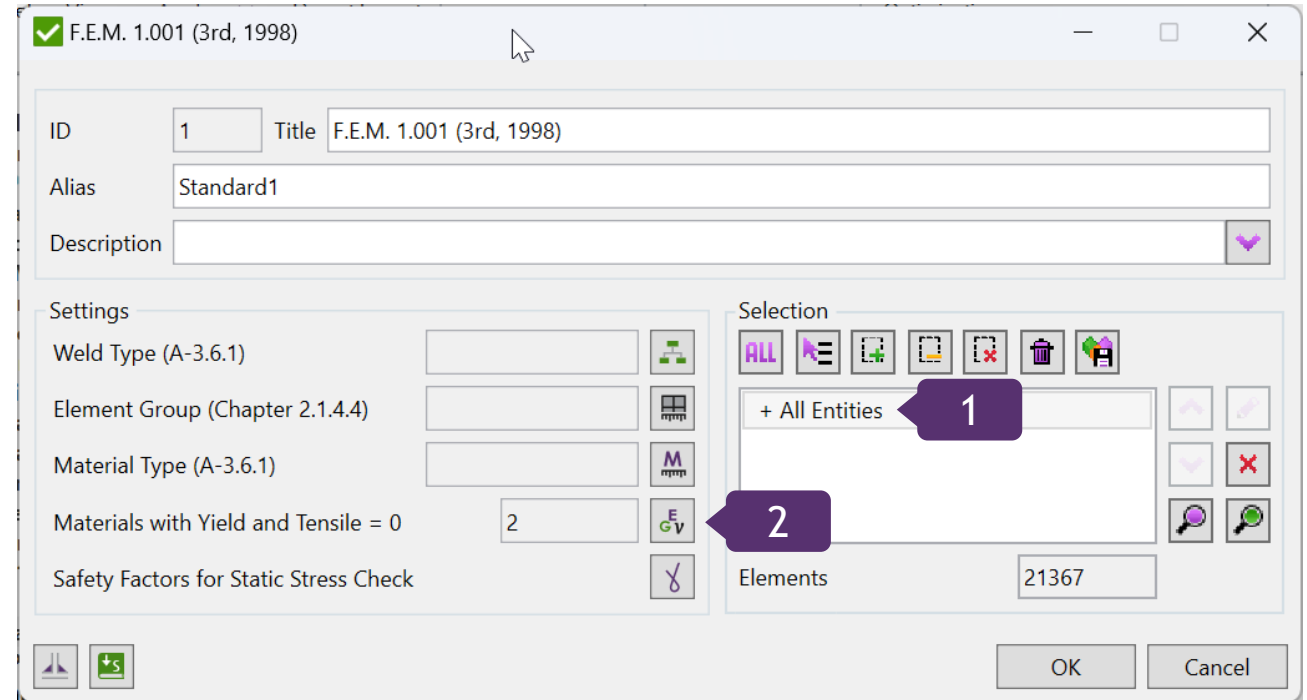 F.E.M. 1.001 (3rd, 1998)
ID 1 Title F.E.M. 1.001 (3rd, 1998)
Alias Standard1
Description
Settings
Weld Type (A-3.6.1)
Element Group (Chapter 2.1.4.4)
Material Type (A-3.6.1)
M
Materials with Yield and Tensile = 0 2
G E ν
2
Safety Factors for Static Stress Check
γ
Selection
ALL
+ All Entities
1
Elements 21367
S
OK Cancel